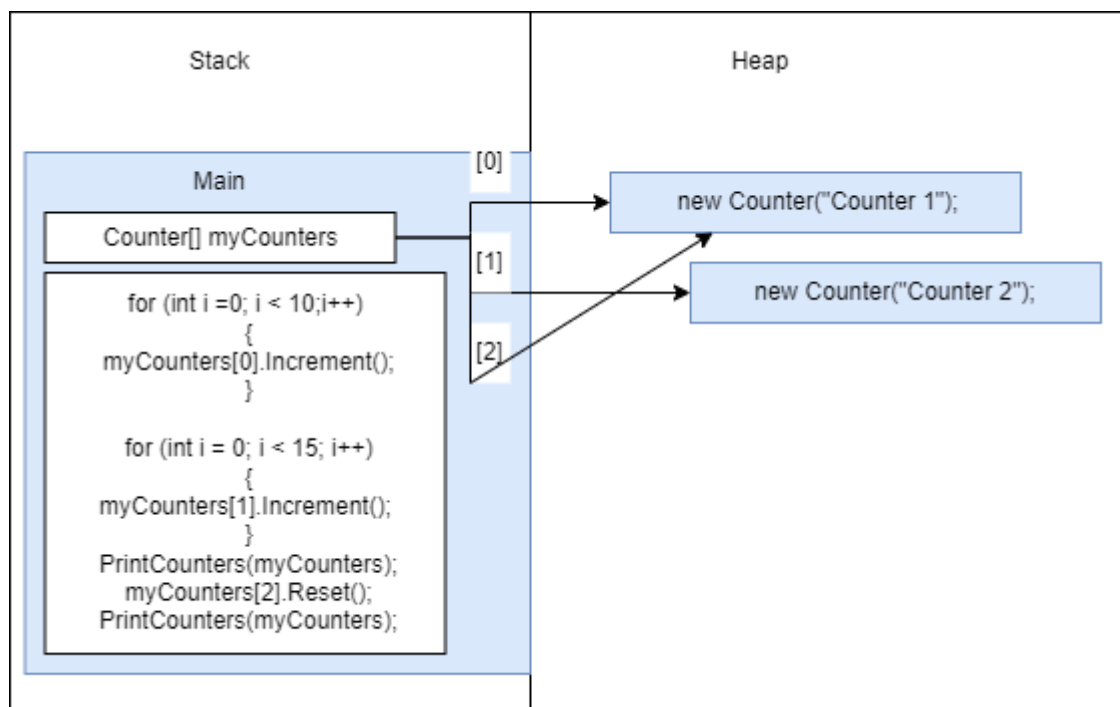 Stack
Heap
Main
[0]
new Counter("Counter 1");
Counter[] myCounters
[1]
new Counter("Counter 2");
[2]
for (int i =0; i < 10;i++)
{
myCounters[0].Increment();
}
for (int i = 0; i < 15; i++)
{
myCounters[1].Increment();
}
PrintCounters(myCounters);
myCounters[2].Reset();
PrintCounters(myCounters);